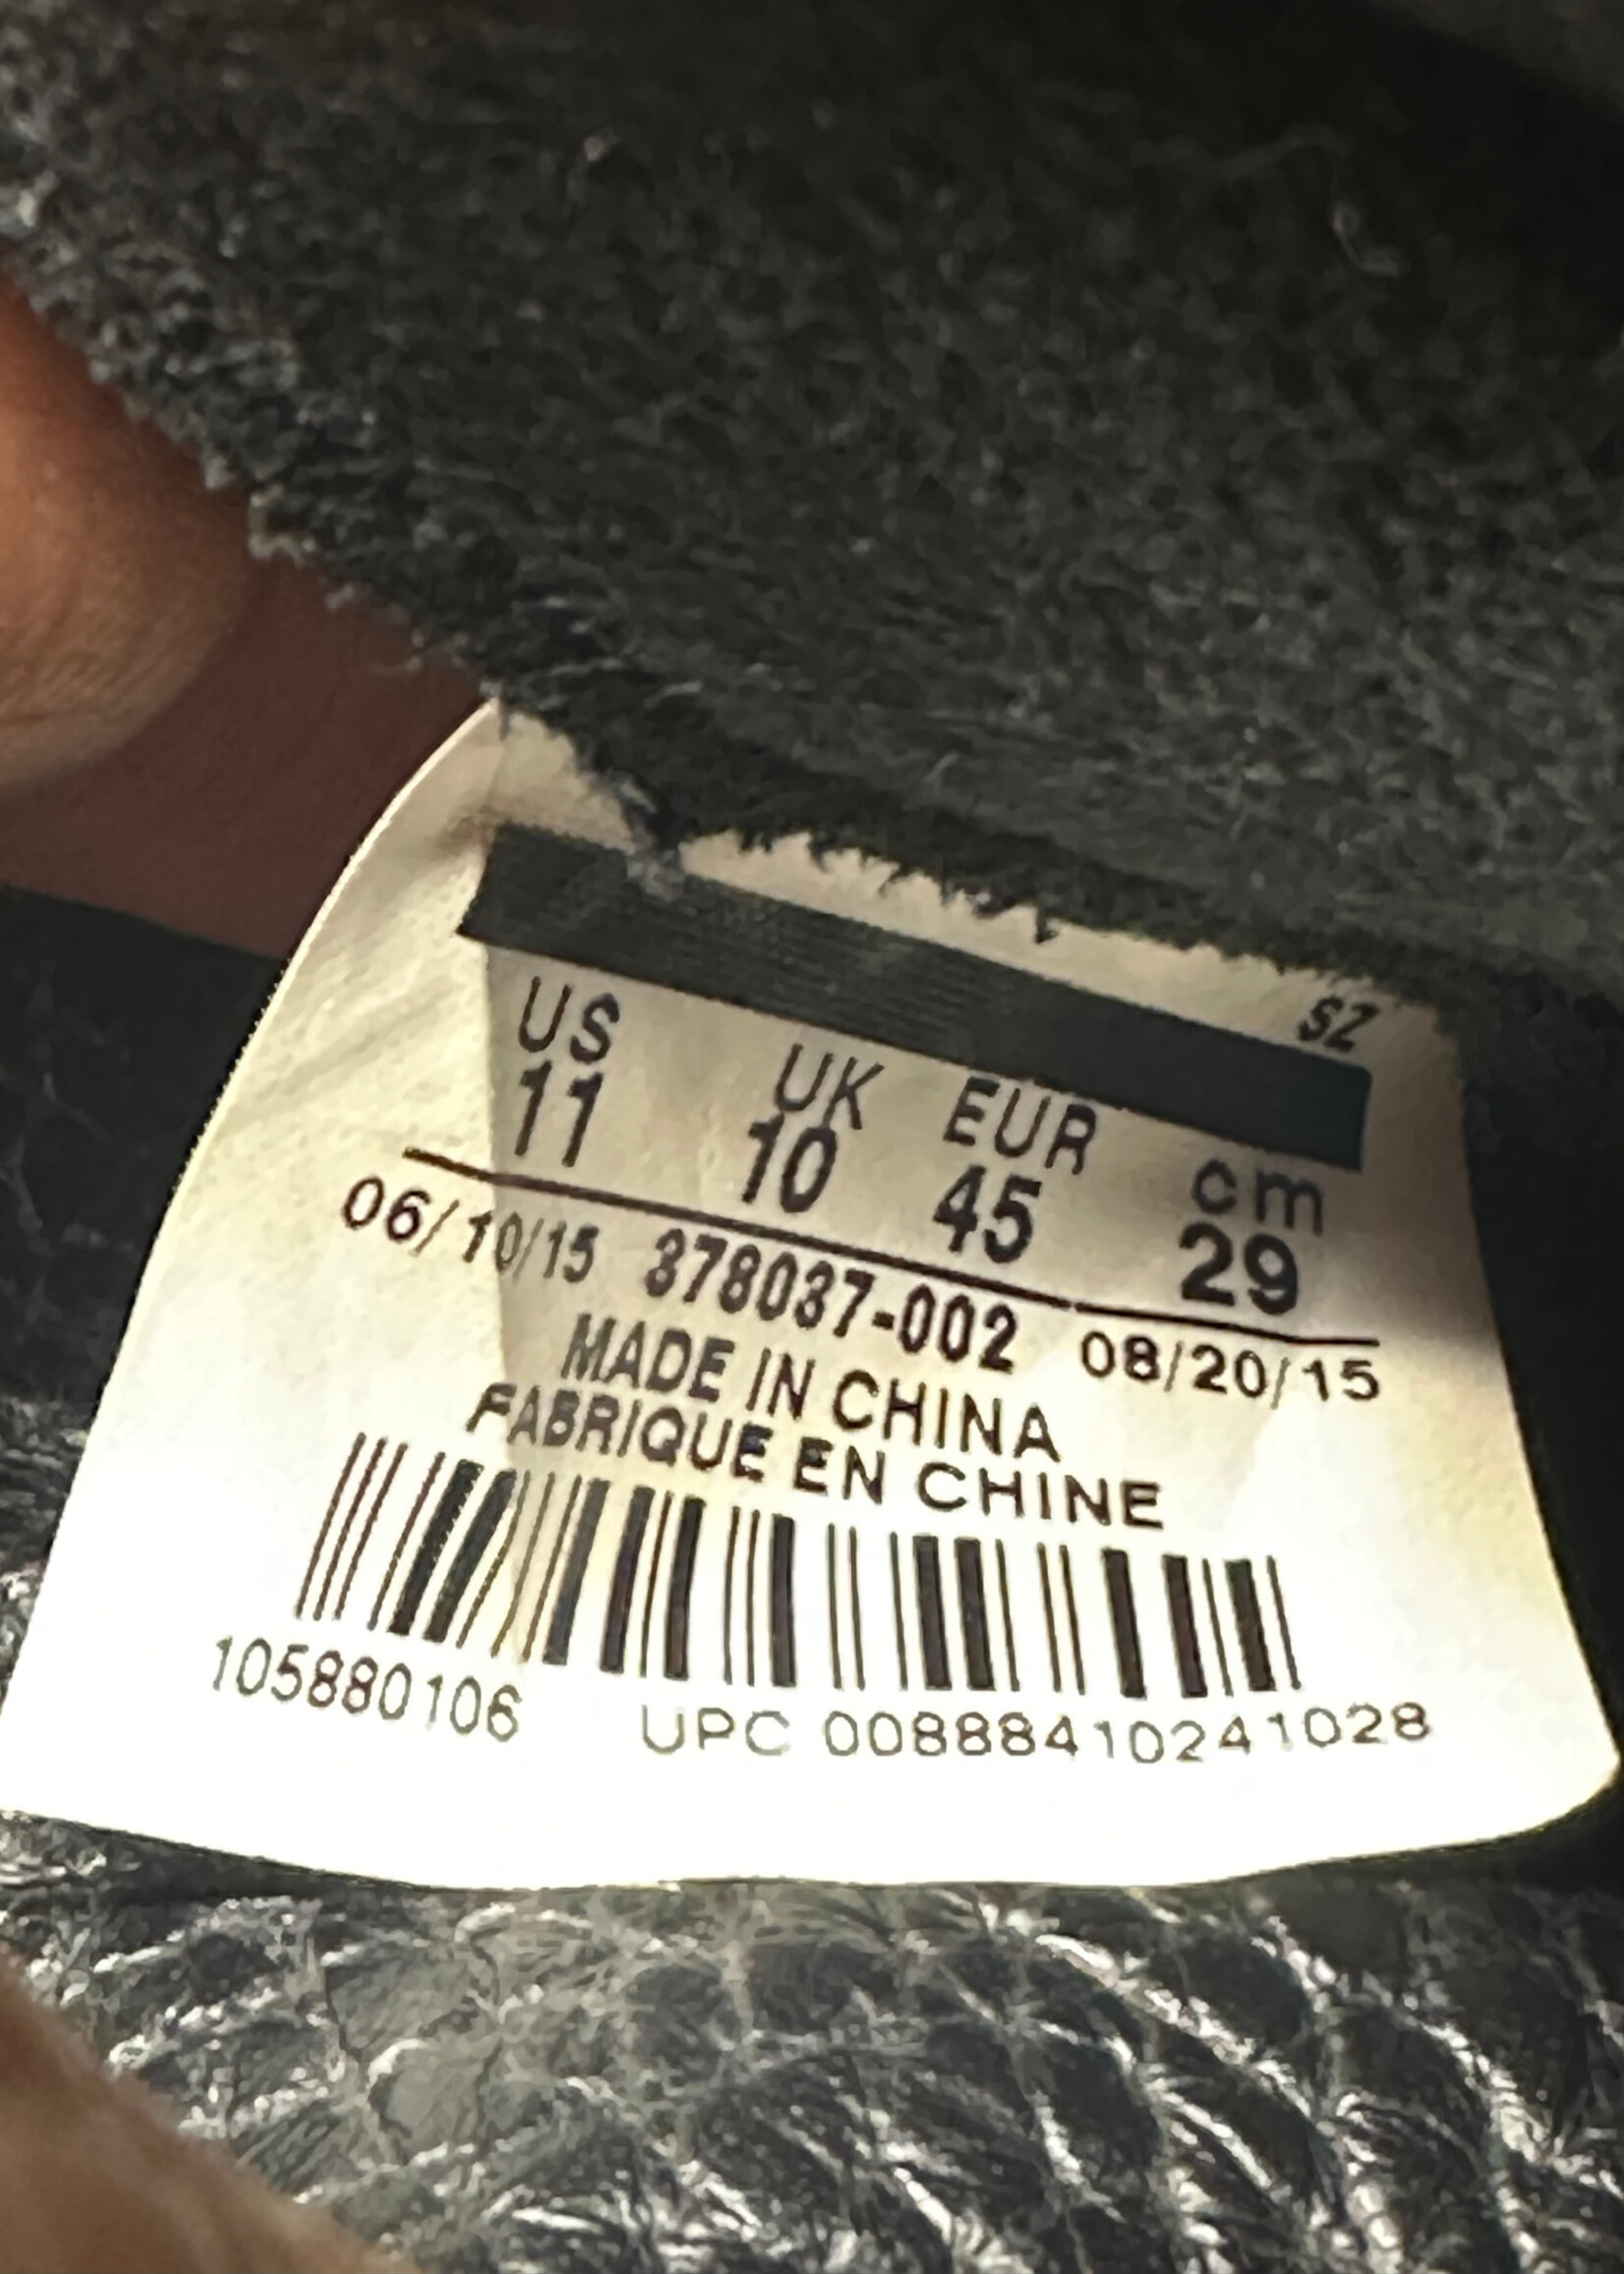 SZ
US UK EUR cm
11 10 45 29
06/10/15 378037-002 08/20/15
MADE IN CHINA
FABRIQUE EN CHINE
105880106 UPC 00888410241028